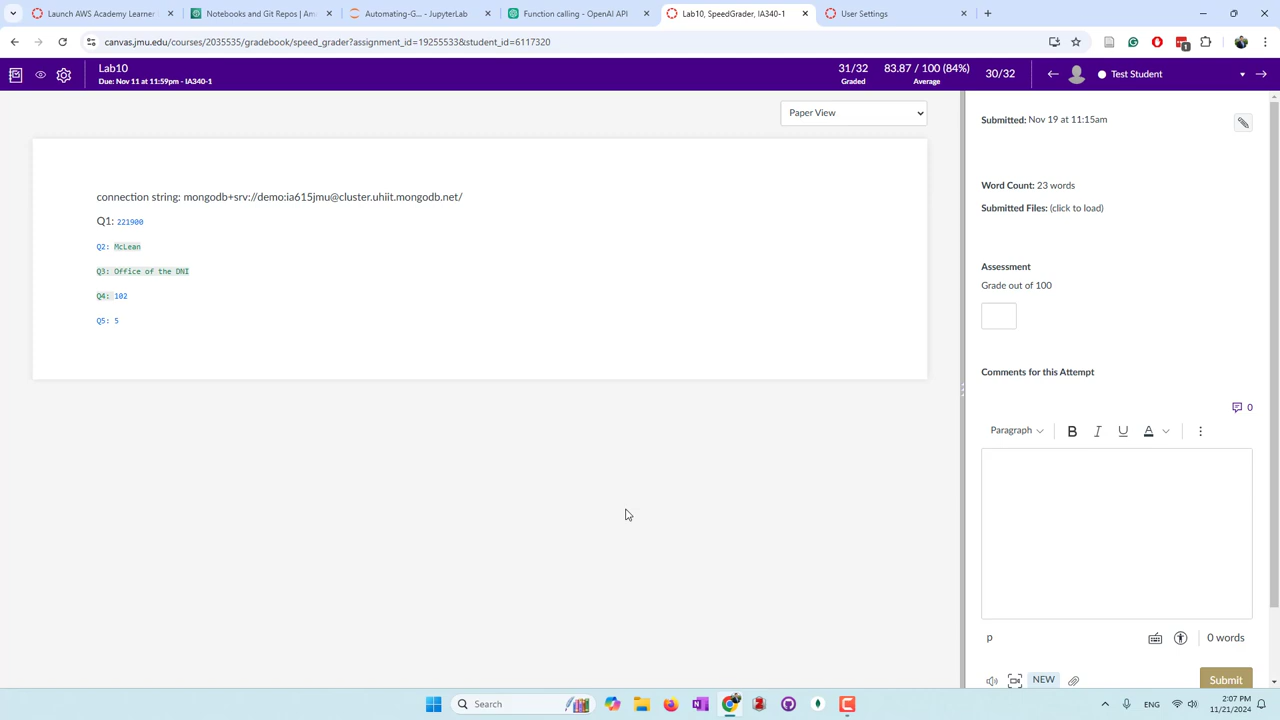 Launch AWS Academy Learner
Notebooks and Git Repos | Am
Automating-G... - JupyterLab
Function calling - OpenAI API
Lab10, SpeedGrader, IA340-1
User Settings
canvas.jmu.edu/courses/2035535/gradebook/speed_grader?assignment_id=19255533&student_id=6117320
1
Lab10
Due: Nov 11 at 11:59pm - IA340-1
31/32
Graded
83.87 / 100 (84%)
Average
30/32
Test Student
Paper View
Submitted: Nov 19 at 11:15am
connection string: mongodb+srv://demo:ia615jmu@cluster.uhiit.mongodb.net/
Q1: 221900
Q2: McLean
Q3: Office of the DNI
Q4: 102
Q5: 5
Word Count: 23 words
Submitted Files: (click to load)
Assessment
Grade out of 100
Comments for this Attempt
0
Paragraph
B I U A
p
0 words
NEW
Submit
Search
ENG
2:07 PM
11/21/2024